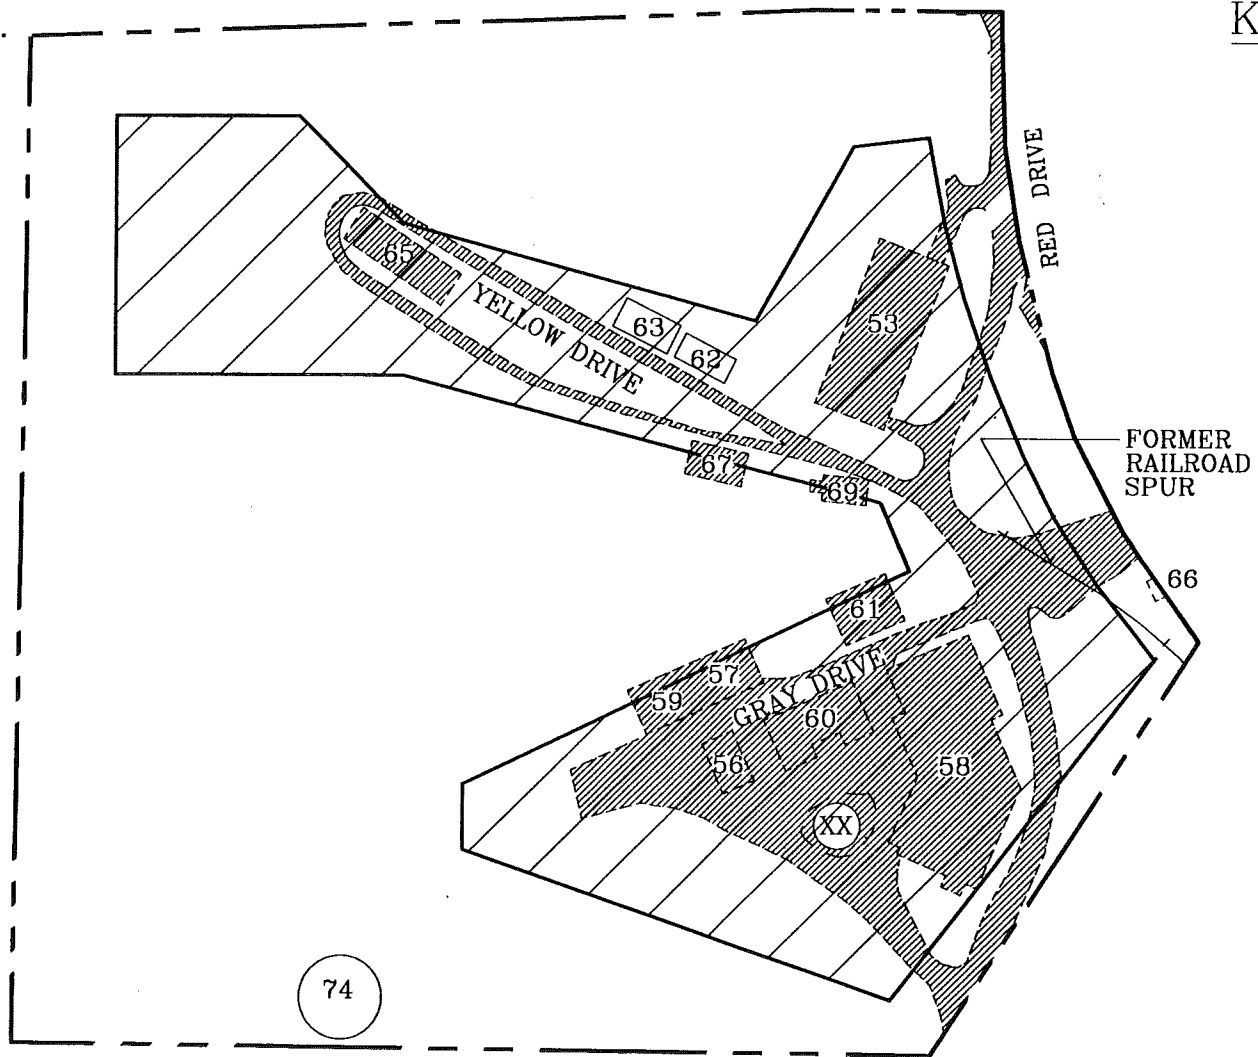 K
RED DRIVE
65
YELLOW DRIVE
63
62
53
FORMER
RAILROAD
SPUR
67
69
66
61
57
59
GRAY DRIVE
60
56
58
XX
74